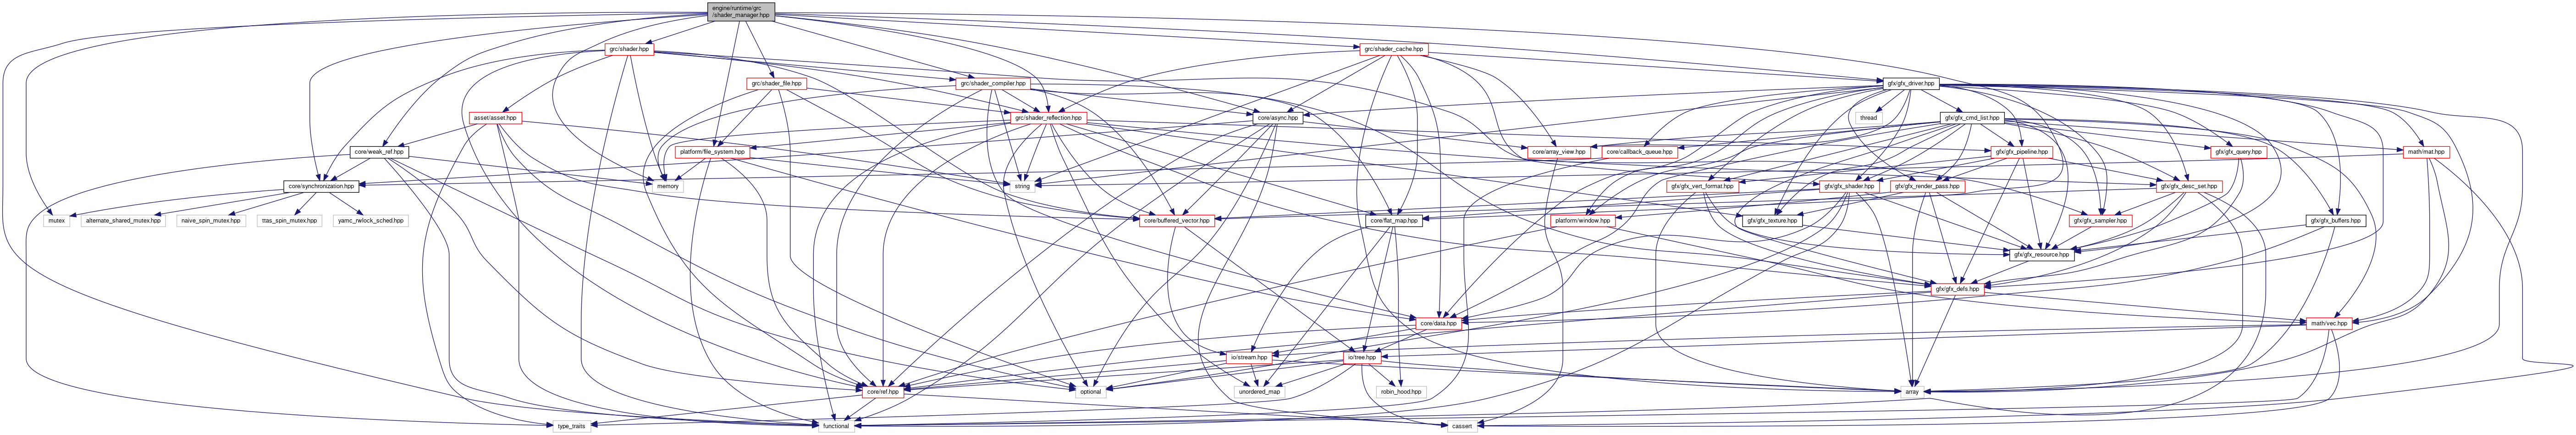 engine/runtime/grc
/shader_manager.hpp
grc/shader.hpp
grc/shader_cache.hpp
grc/shader_file.hpp
grc/shader_compiler.hpp
gfx/gfx_driver.hpp
asset/asset.hpp
grc/shader_reflection.hpp
core/async.hpp
thread
gfx/gfx_cmd_list.hpp
core/weak_ref.hpp
platform/file_system.hpp
core/array_view.hpp
core/callback_queue.hpp
gfx/gfx_pipeline.hpp
gfx/gfx_query.hpp
math/mat.hpp
core/synchronization.hpp
memory
string
gfx/gfx_vert_format.hpp
gfx/gfx_shader.hpp
gfx/gfx_render_pass.hpp
gfx/gfx_desc_set.hpp
mutex
alternate_shared_mutex.hpp
naive_spin_mutex.hpp
ttas_spin_mutex.hpp
yamc_rwlock_sched.hpp
core/buffered_vector.hpp
core/flat_map.hpp
platform/window.hpp
gfx/gfx_texture.hpp
gfx/gfx_sampler.hpp
gfx/gfx_buffers.hpp
gfx/gfx_resource.hpp
gfx/gfx_defs.hpp
core/data.hpp
math/vec.hpp
io/stream.hpp
io/tree.hpp
core/ref.hpp
optional
unordered_map
robin_hood.hpp
array
type_traits
functional
cassert